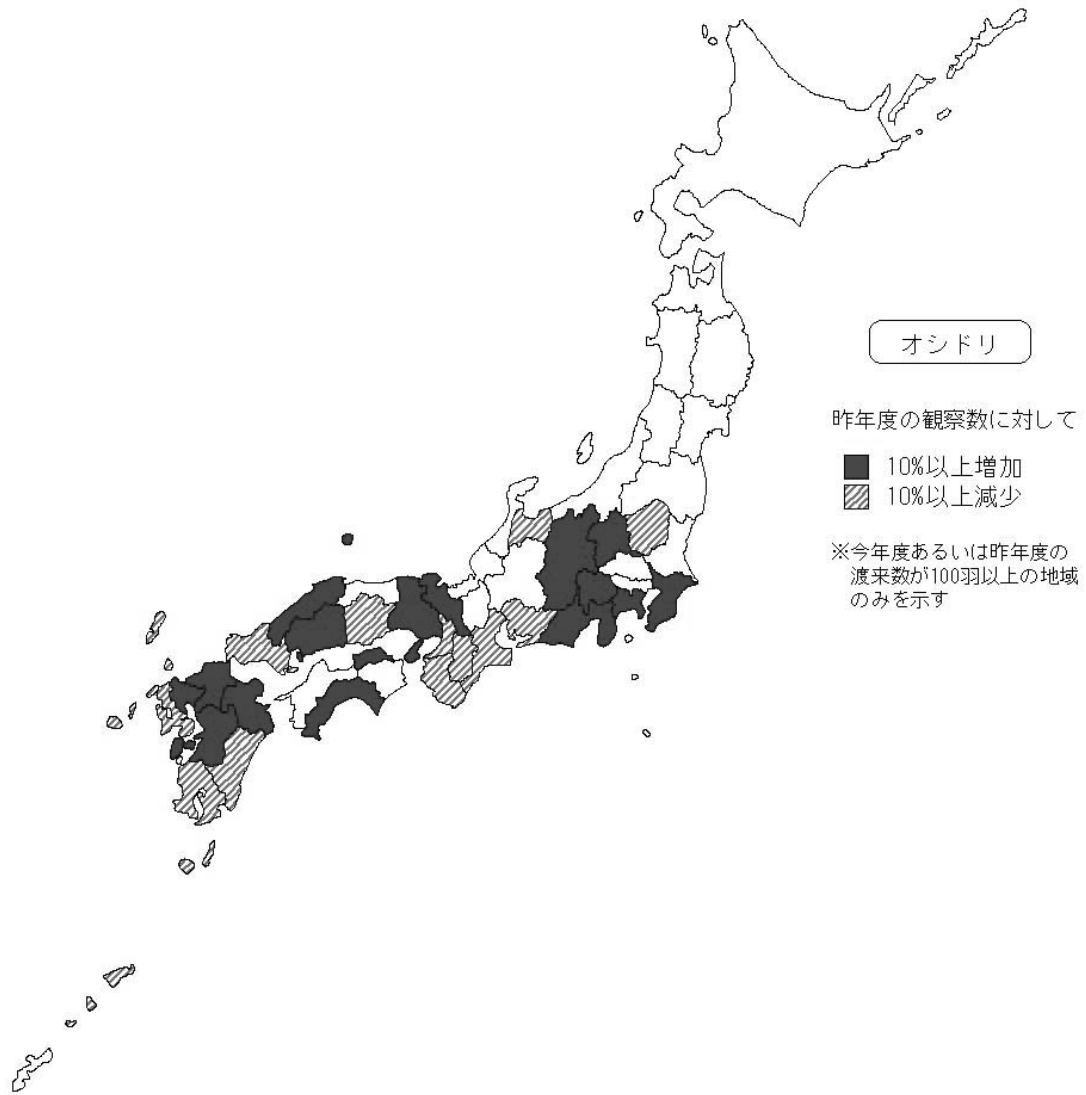 オシドリ
昨年度の観察数に対して
10%以上増加
10%以上減少
※今年度あるいは昨年度の
渡来数が100羽以上の地域
のみを示す